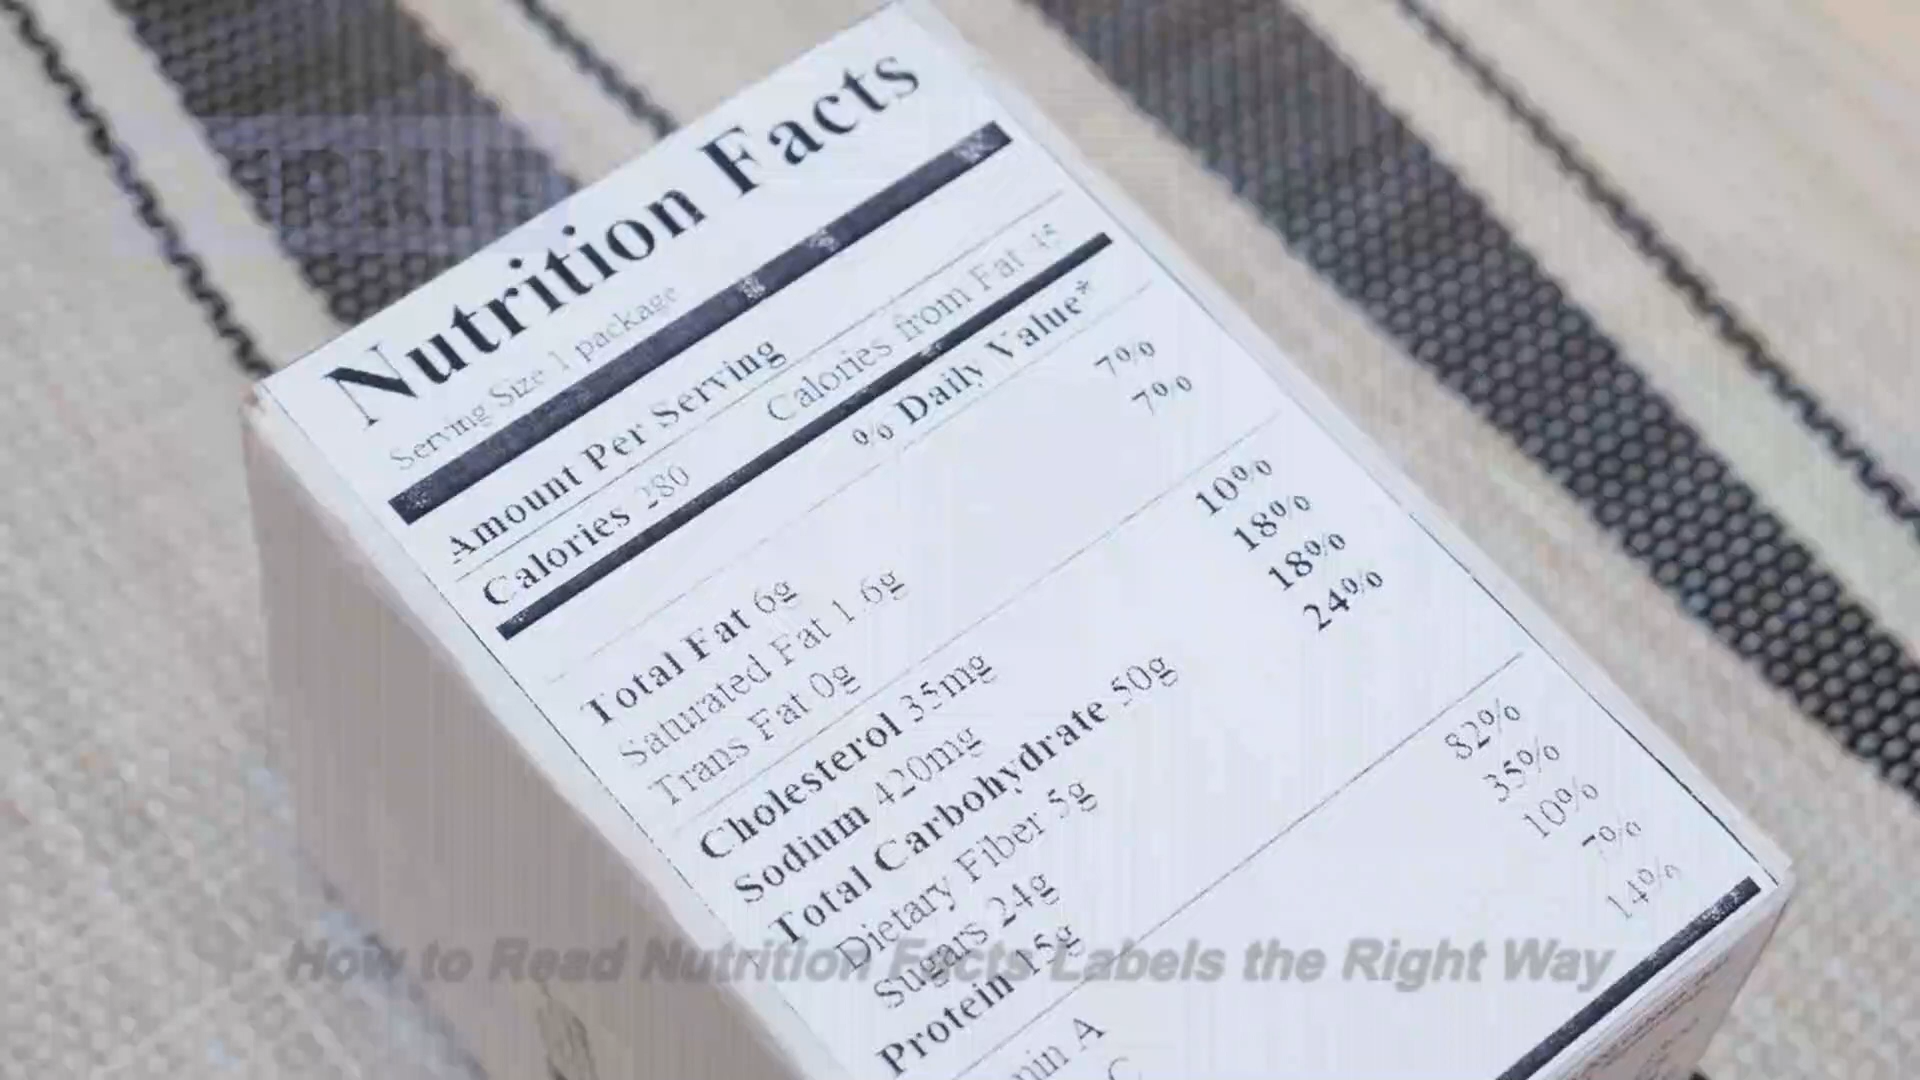 Nutrition Facts
Serving Size 1 package
Amount Per Serving
Calories 280 Calories from Fat 45
% Daily Value*
Total Fat 6g 7%
Saturated Fat 1.6g 7%
Trans Fat 0g
Cholesterol 35mg 10%
Sodium 420mg 18%
Total Carbohydrate 50g 18%
Dietary Fiber 5g 24%
Sugars 24g
Protein 15g
82%
35%
10%
7%
14%
A
C
How to Read Nutrition Facts Labels the Right Way